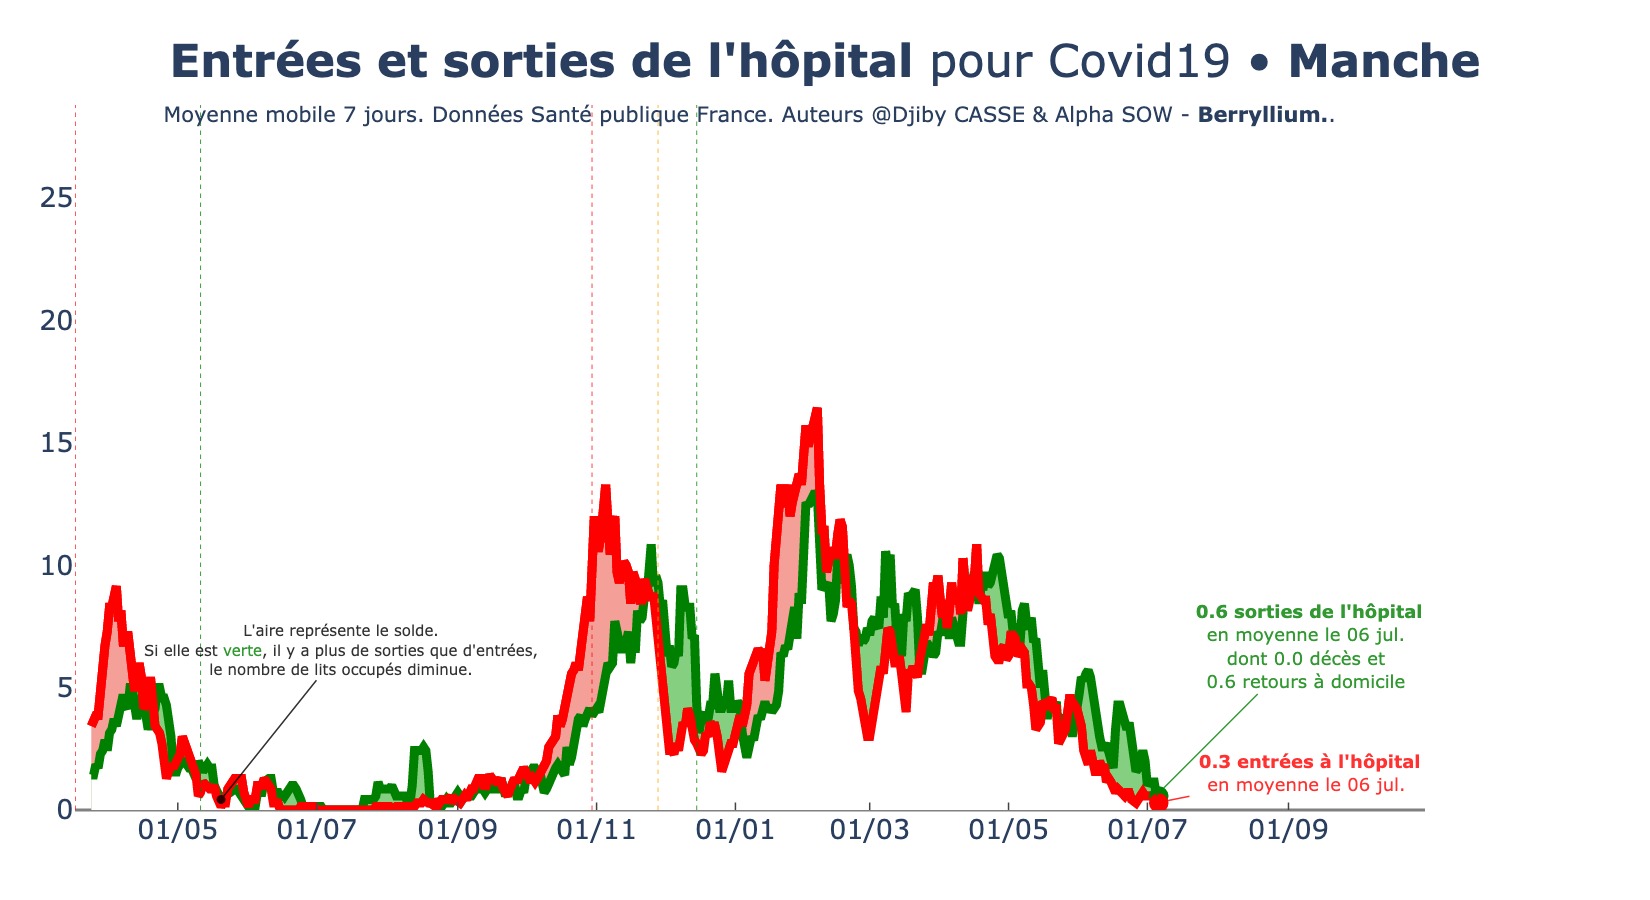 Entrées et sorties de l'hôpital pour Covid19 • Manche
Moyenne mobile 7 jours. Données Santé publique France. Auteurs @Djiby CASSE & Alpha SOW - Berryllium..
25
20
15
10
5
0
L'aire représente le solde.
Si elle est verte, il y a plus de sorties que d'entrées,
le nombre de lits occupés diminue.
0.6 sorties de l'hôpital
en moyenne le 06 jul.
dont 0.0 décès et
0.6 retours à domicile
0.3 entrées à l'hôpital
en moyenne le 06 jul.
01/05 01/07 01/09 01/11 01/01 01/03 01/05 01/07 01/09